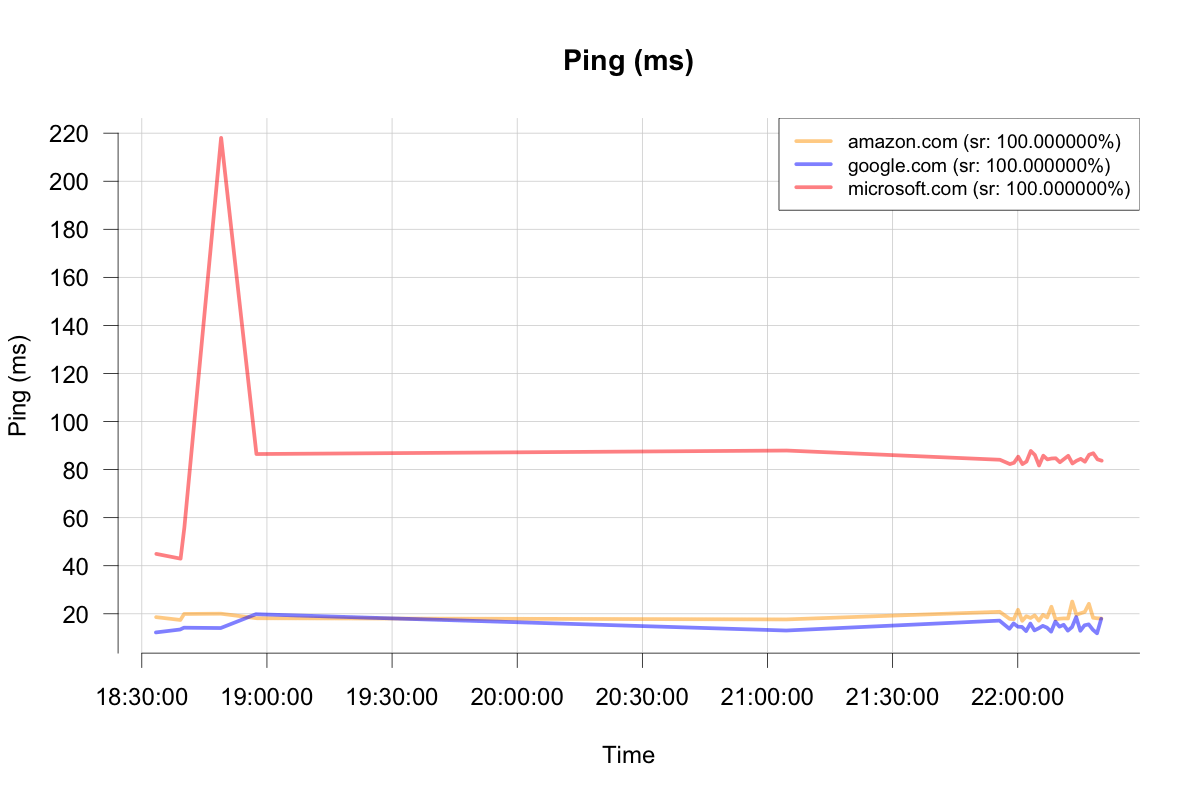 Ping (ms)
220
200
180
160
140
120
100
80
60
40
20
Ping (ms)
amazon.com (sr: 100.000000%)
google.com (sr: 100.000000%)
microsoft.com (sr: 100.000000%)
18:30:00 19:00:00 19:30:00 20:00:00 20:30:00 21:00:00 21:30:00 22:00:00
Time